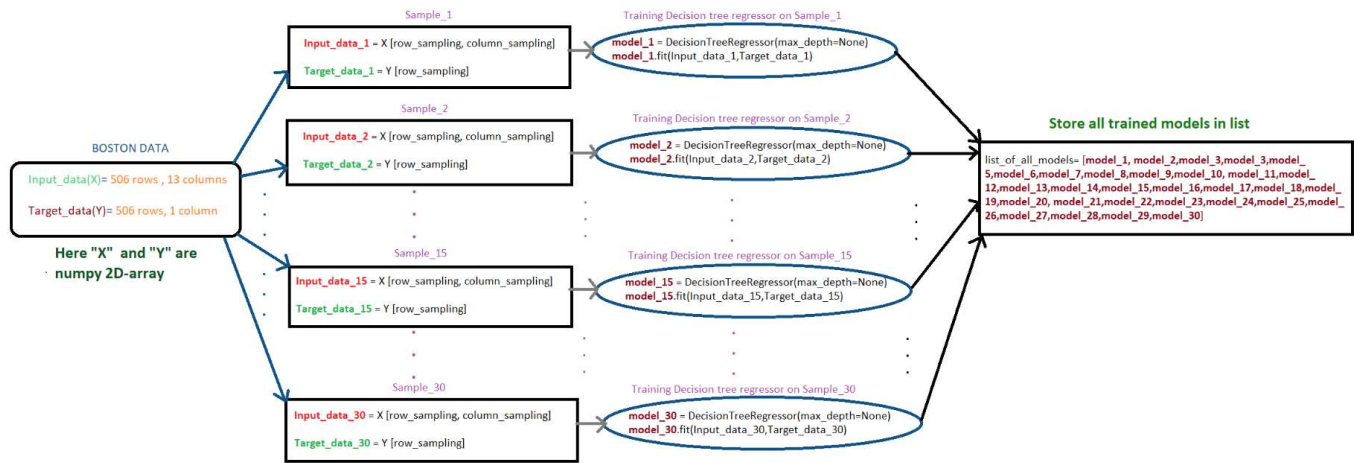 BOSTON DATA
Input_data(X)= 506 rows , 13 columns
Target_data(Y)= 506 rows, 1 column
Here "X" and "Y" are
numpy 2D-array
Sample_1
Input_data_1 = X [row_sampling, column_sampling]
Target_data_1 = Y [row_sampling]
Training Decision tree regressor on Sample_1
model_1 = DecisionTreeRegressor(max_depth=None)
model_1.fit(Input_data_1,Target_data_1)
Sample_2
Input_data_2 = X [row_sampling, column_sampling]
Target_data_2 = Y [row_sampling]
Training Decision tree regressor on Sample_2
model_2 = DecisionTreeRegressor(max_depth=None)
model_2.fit(Input_data_2,Target_data_2)
Sample_15
Input_data_15 = X [row_sampling, column_sampling]
Target_data_15 = Y [row_sampling]
Training Decision tree regressor on Sample_15
model_15 = DecisionTreeRegressor(max_depth=None)
model_15.fit(Input_data_15,Target_data_15)
Sample_30
Input_data_30 = X [row_sampling, column_sampling]
Target_data_30 = Y [row_sampling]
Training Decision tree regressor on Sample_30
model_30 = DecisionTreeRegressor(max_depth=None)
model_30.fit(Input_data_30,Target_data_30)
Store all trained models in list
list_of_all_models= [model_1, model_2,model_3,model_3,model_
5,model_6,model_7,model_8,model_9,model_10, model_11,model_
12,model_13,model_14,model_15,model_16,model_17,model_18,model_
19,model_20, model_21,model_22,model_23,model_24,model_25,model_
26,model_27,model_28,model_29,model_30]